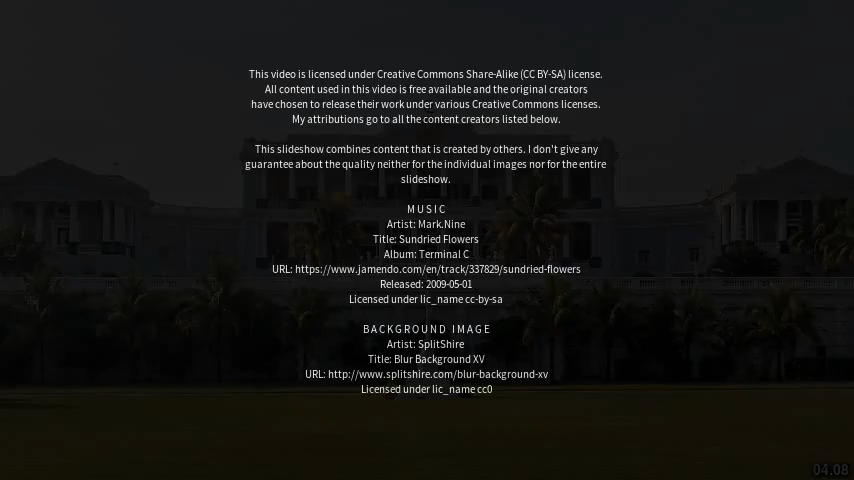 This video is licensed under Creative Commons Share-Alike (CC BY-SA) license.
All content used in this video is free available and the original creators
have chosen to release their work under various Creative Commons licenses.
My attributions go to all the content creators listed below.
This slideshow combines content that is created by others. I don't give any
guarantee about the quality neither for the individual images nor for the entire
slideshow.
MUSIC
Artist: Mark.Nine
Title: Sundried Flowers
Album: Terminal C
URL: https://www.jamendo.com/en/track/337829/sundried-flowers
Released: 2009-05-01
Licensed under lic_name cc-by-sa
BACKGROUND IMAGE
Artist: SplitShire
Title: Blur Background XV
URL: http://www.splitshire.com/blur-background-xv
Licensed under lic_name cc0
04.08